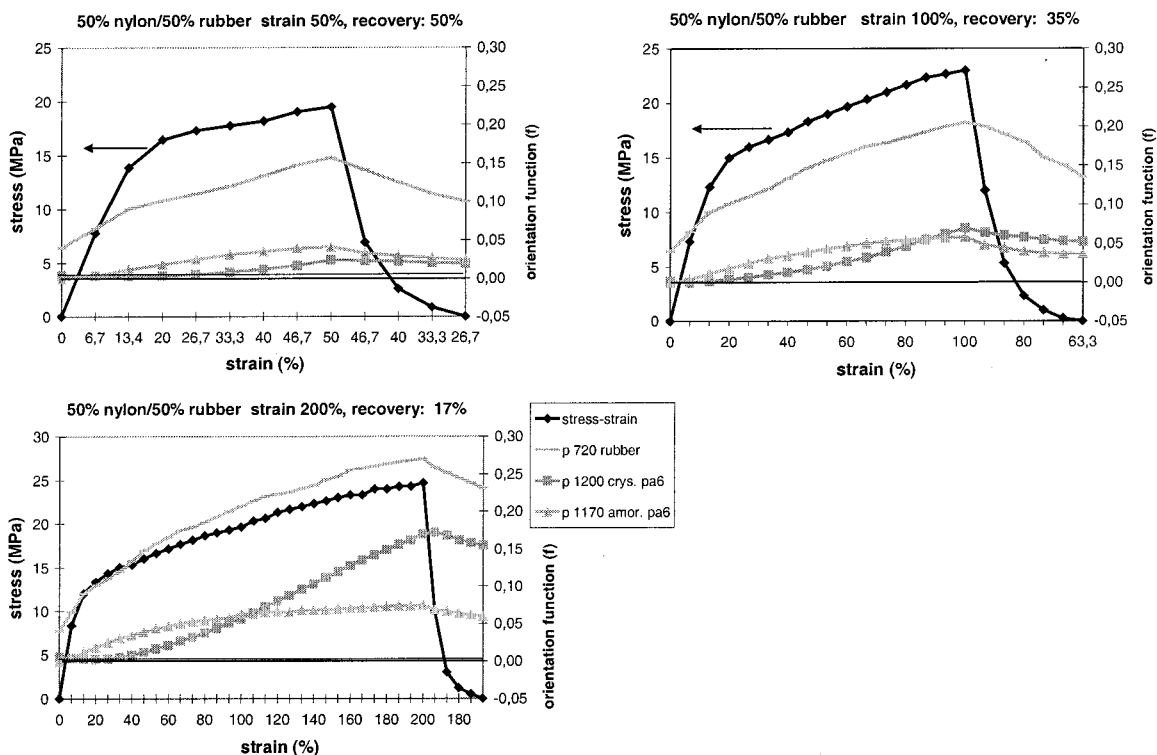 50% nylon/50% rubber strain 50%, recovery: 50%
25
20
15
10
5
0
stress (MPa)
0,30
0,25
0,20
0,15
0,10
0,05
0,00
-0,05
orientation function (f)
0 6,7 13,4 20 26,7 33,3 40 46,7 50 46,7 40 33,3 26,7
strain (%)
50% nylon/50% rubber strain 100%, recovery: 35%
25
20
15
10
5
0
stress (MPa)
0,30
0,25
0,20
0,15
0,10
0,05
0,00
-0,05
orientation function (f)
0 20 40 60 80 100 80 63,3
strain (%)
50% nylon/50% rubber strain 200%, recovery: 17%
30
25
20
15
10
5
0
stress (MPa)
0,30
0,25
0,20
0,15
0,10
0,05
0,00
-0,05
orientation function (f)
0 20 40 60 80 100 120 140 160 180 200 180
strain (%)
stress-strain
p 720 rubber
p 1200 crys. pa6
p 1170 amor. pa6